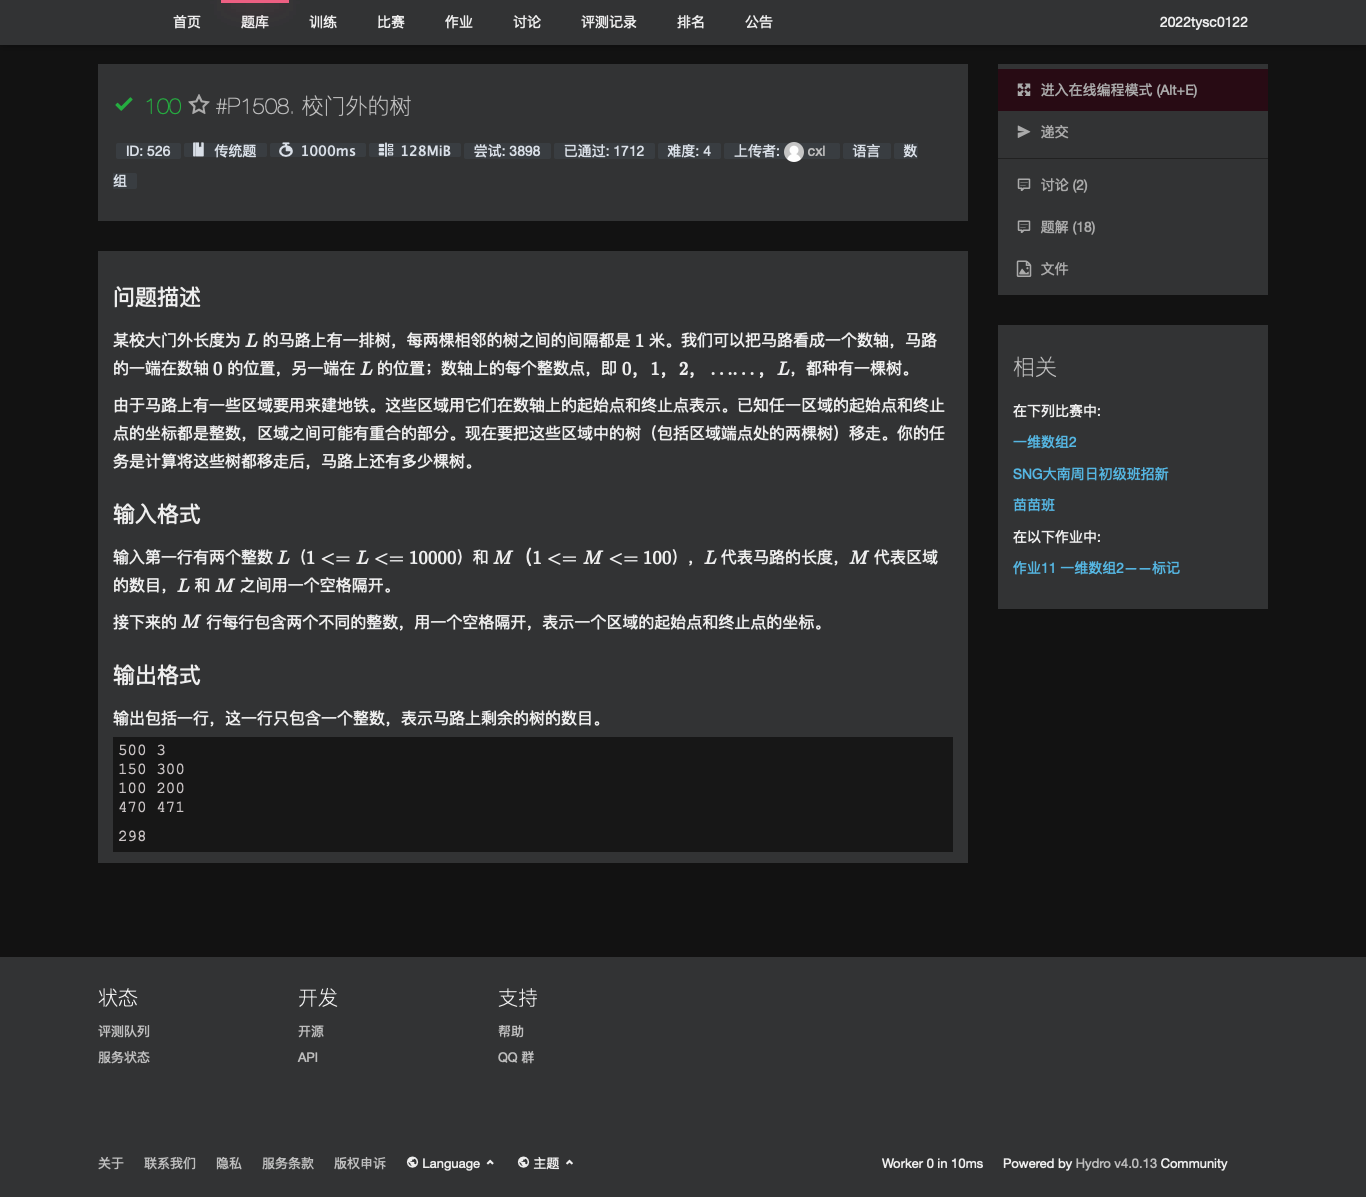 首页 题库 训练 比赛 作业 讨论 评测记录 排名 公告 2022tysc0122
100 #P1508. 校门外的树
ID: 526 传统题 1000ms 128MiB 尝试: 3898 已通过: 1712 难度: 4 上传者: cxl 语言 数
组
问题描述
某校大门外长度为 L 的马路上有一排树，每两棵相邻的树之间的间隔都是 1 米。我们可以把马路看成一个数轴，马路
的一端在数轴 0 的位置，另一端在 L 的位置；数轴上的每个整数点，即 0，1，2，……，L，都种有一棵树。
由于马路上有一些区域要用来建地铁。这些区域用它们在数轴上的起始点和终止点表示。已知任一区域的起始点和终止
点的坐标都是整数，区域之间可能有重合的部分。现在要把这些区域中的树（包括区域端点处的两棵树）移走。你的任
务是计算将这些树都移走后，马路上还有多少棵树。
输入格式
输入第一行有两个整数 L（1 <= L <= 10000）和 M（1 <= M <= 100），L 代表马路的长度，M 代表区域
的数目，L 和 M 之间用一个空格隔开。
接下来的 M 行每行包含两个不同的整数，用一个空格隔开，表示一个区域的起始点和终止点的坐标。
输出格式
输出包括一行，这一行只包含一个整数，表示马路上剩余的树的数目。
500 3
150 300
100 200
470 471
298
进入在线编程模式 (Alt+E)
递交
讨论 (2)
题解 (18)
文件
相关
在下列比赛中:
一维数组2
SNG大南周日初级班招新
苗苗班
在以下作业中:
作业11 一维数组2——标记
状态 开发 支持
评测队列 开源 帮助
服务状态 API QQ 群
关于 联系我们 隐私 服务条款 版权申诉 Language 主题 Worker 0 in 10ms Powered by Hydro v4.0.13 Community